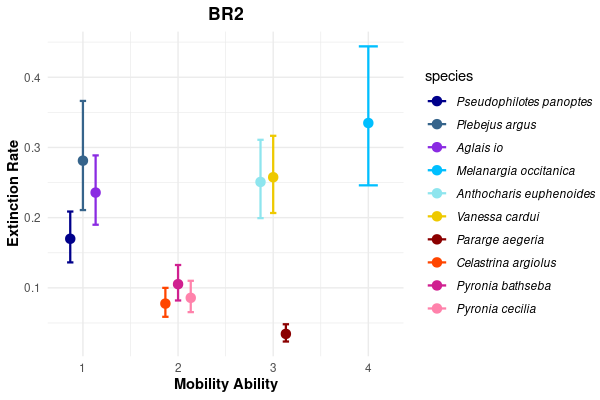 BR2
Extinction Rate
0.4
0.3
0.2
0.1
1 2 3 4
Mobility Ability
species
Pseudophilotes panoptes
Plebejus argus
Aglais io
Melanargia occitanica
Anthocharis euphenoides
Vanessa cardui
Pararge aegeria
Celastrina argiolus
Pyronia bathseba
Pyronia cecilia